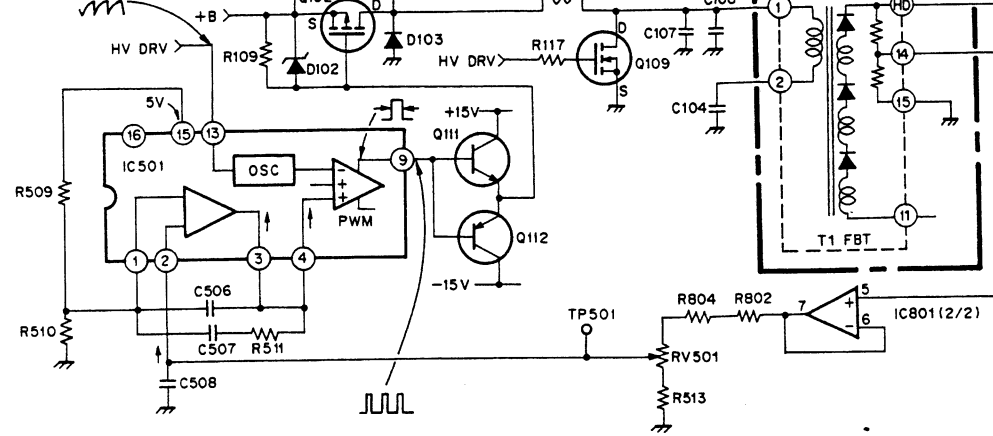 D
+B
S
HV DRV
R109
D102
D103
C107
R117
HV DRV
D
Q109
S
1
HD
14
2
15
C104
5V
16
15
13
IC501
OSC
9
PWM
+15V
Q111
Q112
-15V
R509
1
2
3
4
11
T1 FBT
C506
C507
R511
R510
C508
TP501
R804
R802
7
5
6
+
-
IC801(2/2)
RV501
R513